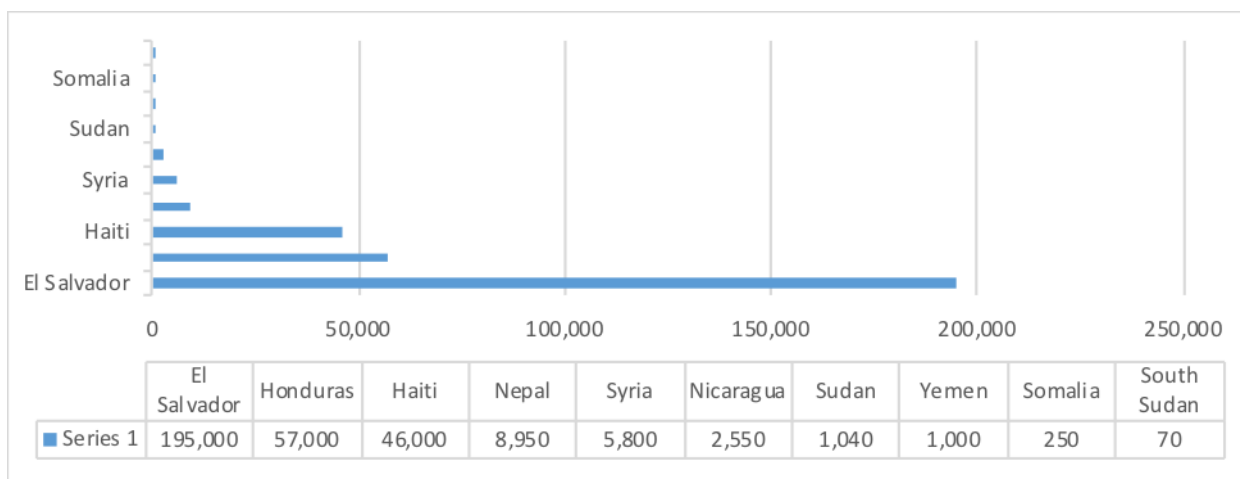 Somalia
Sudan
Syria
Haiti
El Salvador
0 50,000 100,000 150,000 200,000 250,000
El Salvador Honduras Haiti Nepal Syria Nicaragua Sudan Yemen Somalia South Sudan
Series 1 195,000 57,000 46,000 8,950 5,800 2,550 1,040 1,000 250 70